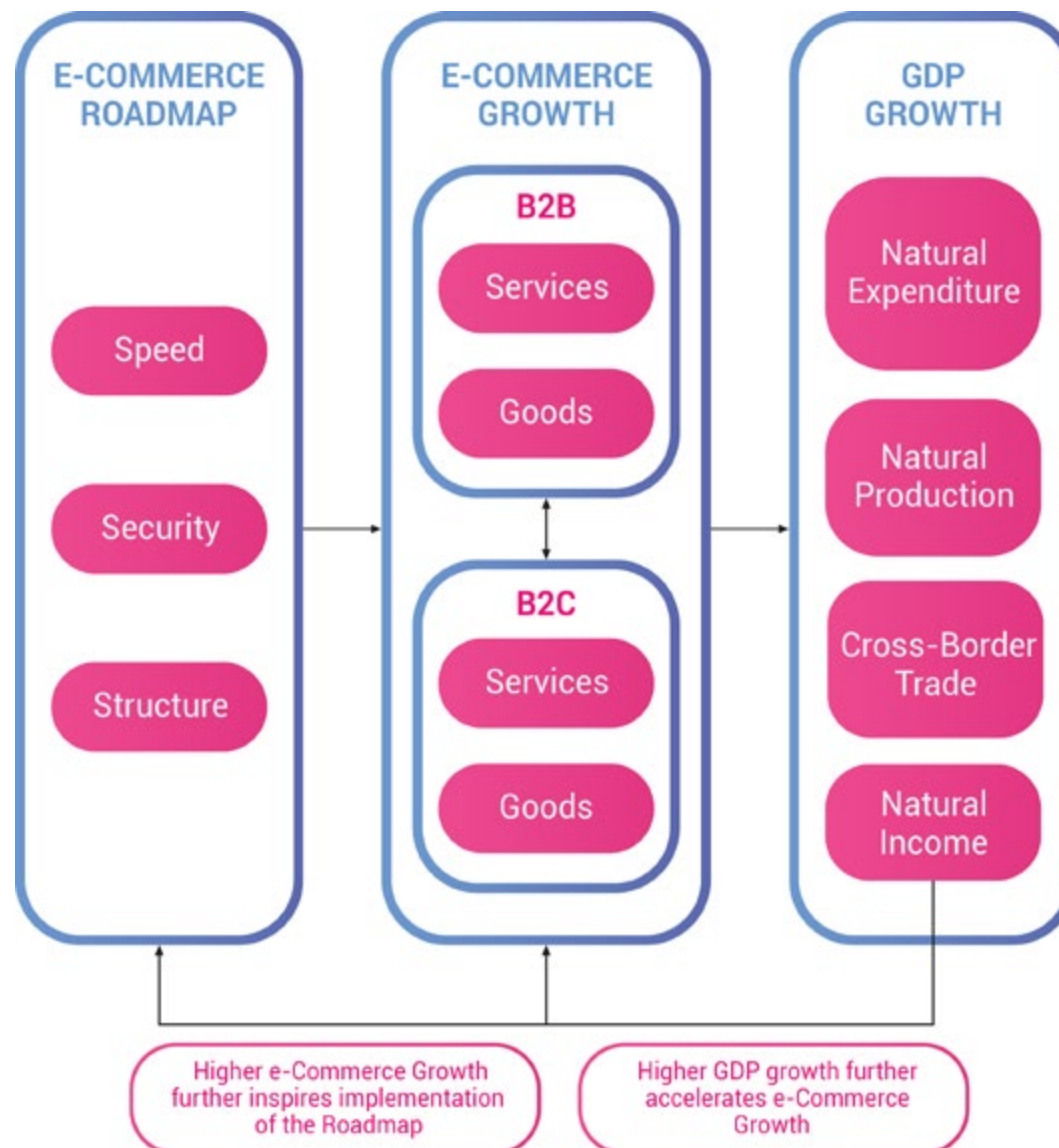 E-COMMERCE
ROADMAP
Speed
Security
Structure
E-COMMERCE
GROWTH
B2B
Services
Goods
B2C
Services
Goods
GDP
GROWTH
Natural
Expenditure
Natural
Production
Cross-Border
Trade
Natural
Income
Higher e-Commerce Growth
further inspires implementation
of the Roadmap
Higher GDP growth further
accelerates e-Commerce
Growth